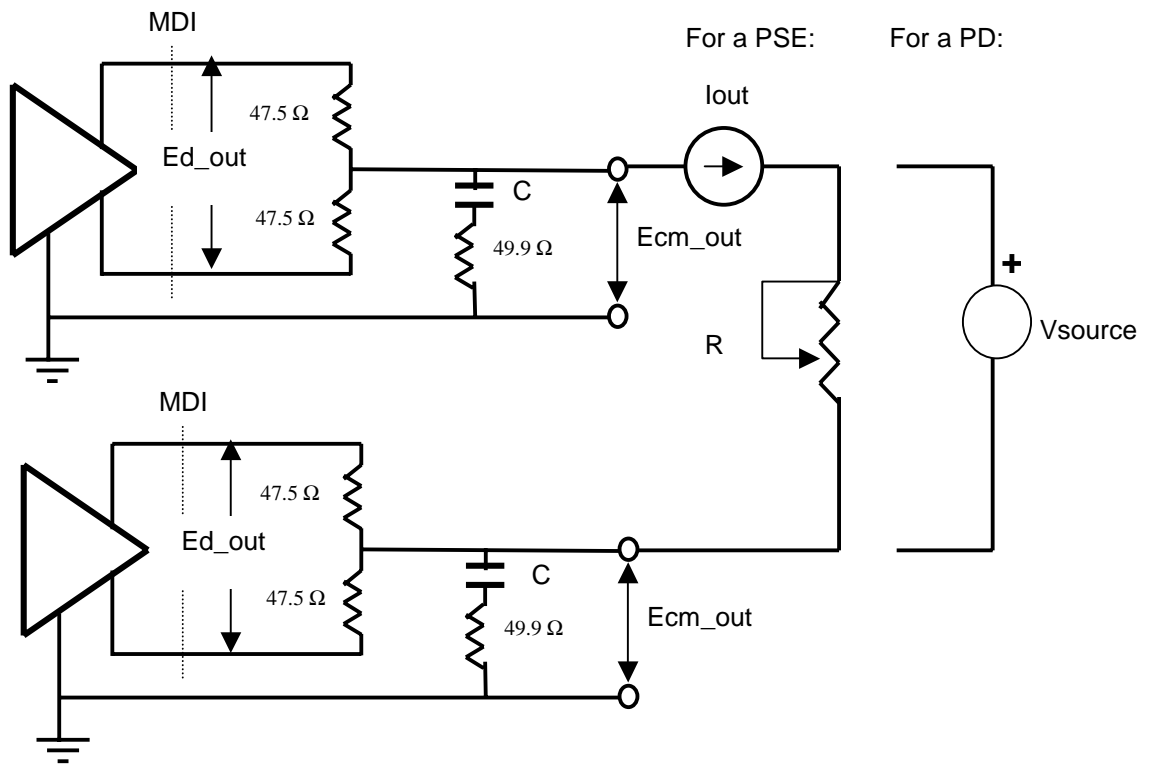 MDI
For a PSE:
For a PD:
Iout
47.5 Ω
Ed_out
C
47.5 Ω
49.9 Ω
Ecm_out
+
Vsource
R
MDI
47.5 Ω
Ed_out
C
47.5 Ω
49.9 Ω
Ecm_out